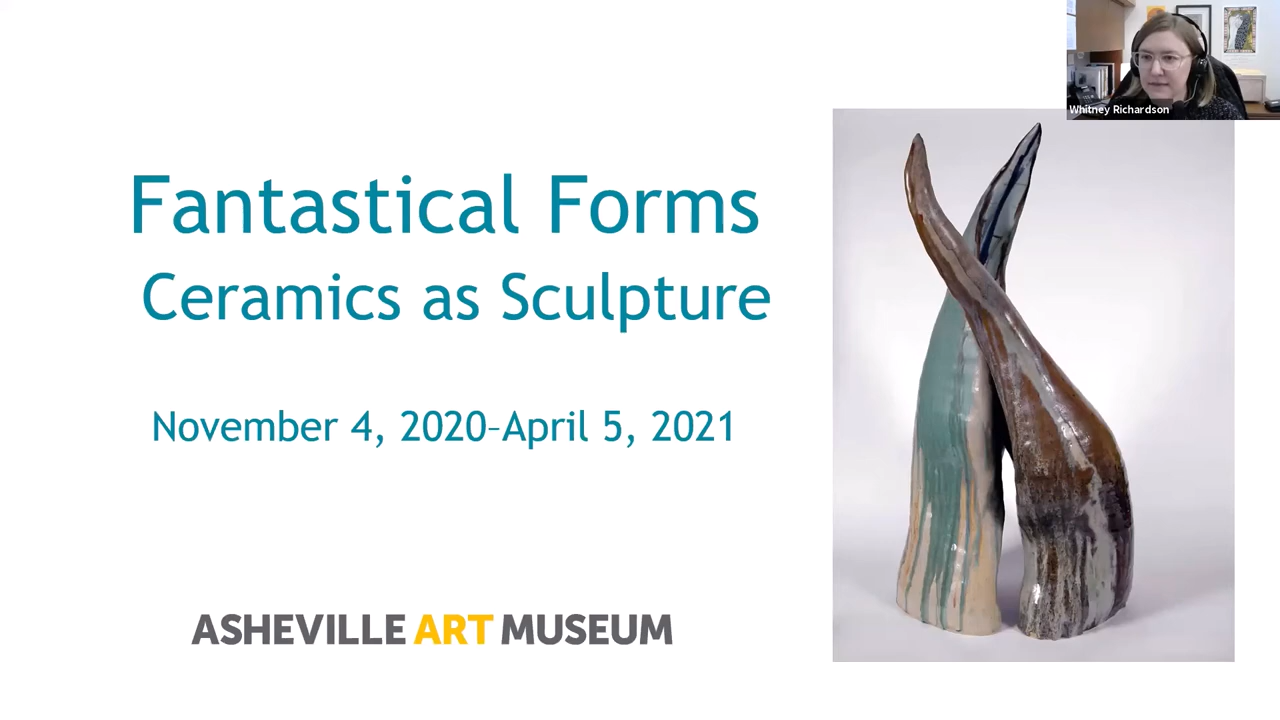 Whitney Richardson
Fantastical Forms
Ceramics as Sculpture
November 4, 2020–April 5, 2021
ASHEVILLE ART MUSEUM